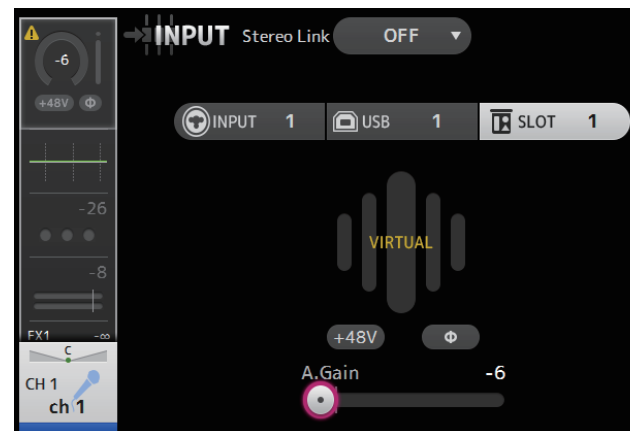 INPUT Stereo Link OFF
-6
+48V Φ
INPUT 1 USB 1 SLOT 1
-26
VIRTUAL
-8
FX1 -∞
+48V Φ
C
A.Gain -6
CH 1
ch 1